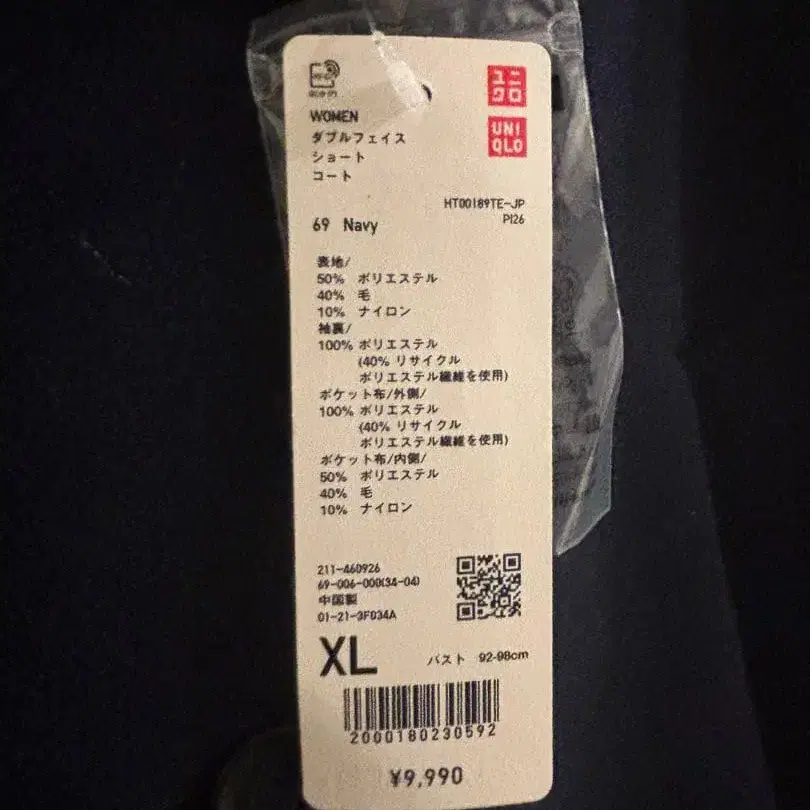 ユニ
クロ
UNI
QLO
WOMEN
ダブルフェイス
ショート
コート
HT00189TE-JP
PI26
69 Navy
表地/
50% ポリエステル
40% 毛
10% ナイロン
袖裏/
100% ポリエステル
(40% リサイクル
ポリエステル繊維を使用)
ポケット布/外側/
100% ポリエステル
(40% リサイクル
ポリエステル繊維を使用)
ポケット布/内側/
50% ポリエステル
40% 毛
10% ナイロン
211-460926
69-006-000(34-04)
中国製
01-21-3F034A
XL バスト 92-98cm
2000180230592
¥9,990